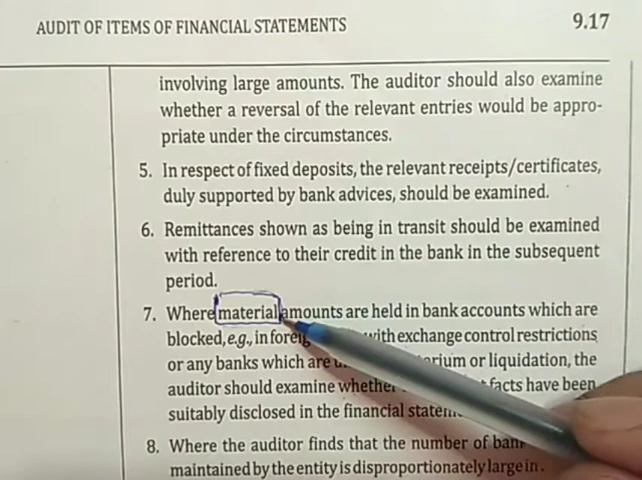 AUDIT OF ITEMS OF FINANCIAL STATEMENTS 9.17
involving large amounts. The auditor should also examine
whether a reversal of the relevant entries would be appro-
priate under the circumstances.
5. In respect of fixed deposits, the relevant receipts/certificates,
duly supported by bank advices, should be examined.
6. Remittances shown as being in transit should be examined
with reference to their credit in the bank in the subsequent
period.
7. Where material amounts are held in bank accounts which are
blocked, e.g., in with exchange control restrictions
or any banks which are or liquidation, the
auditor should examine facts have been
suitably disclosed in the financial
8. Where the auditor finds that the number of
maintained by the entity is disproportionately large in